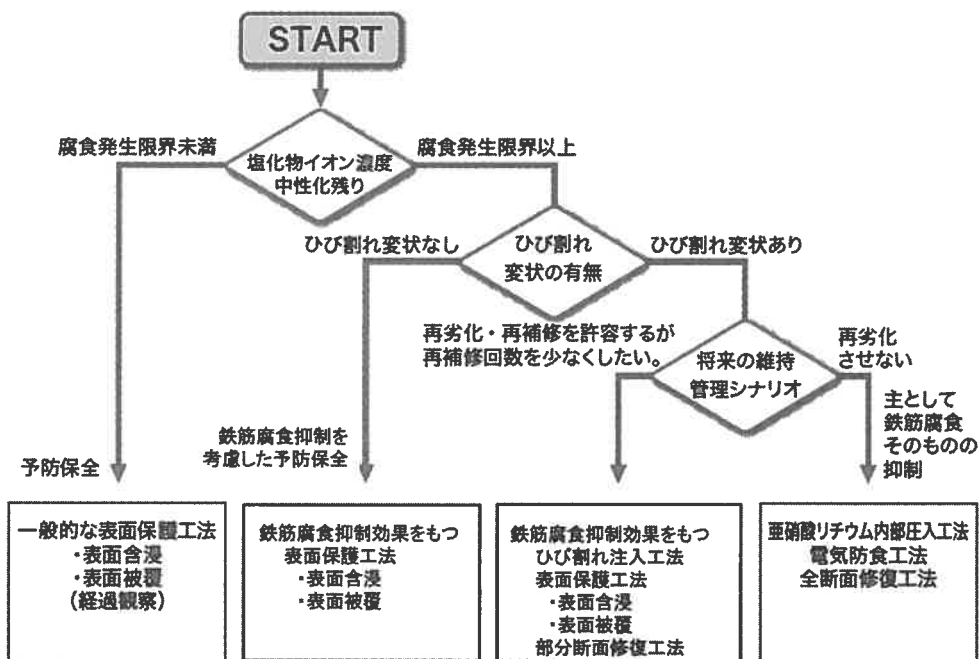 START
塩化物イオン濃度
中性化残り
腐食発生限界未満
腐食発生限界以上
ひび割れ
変状の有無
ひび割れ変状なし
ひび割れ変状あり
再劣化・再補修を許容するが
再補修回数を少なくしたい。
将来の維持
管理シナリオ
再劣化
させない
主として
鉄筋腐食
そのものの
抑制
鉄筋腐食抑制を
考慮した予防保全
予防保全
一般的な表面保護工法
・表面含浸
・表面被覆
(経過観察)
鉄筋腐食抑制効果をもつ
表面保護工法
・表面含浸
・表面被覆
鉄筋腐食抑制効果をもつ
ひび割れ注入工法
表面保護工法
・表面含浸
・表面被覆
部分断面修復工法
亜硝酸リチウム内部圧入工法
電気防食工法
全断面修復工法